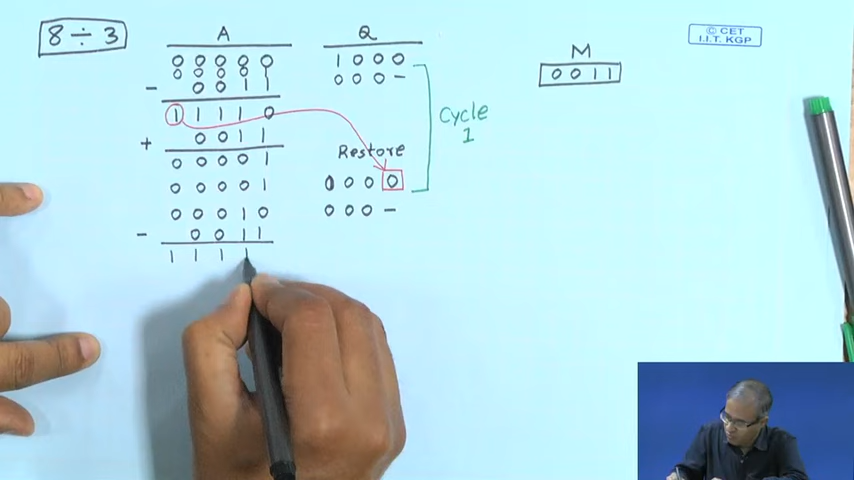 8 ÷ 3
A Q
© CET
I.I.T. KGP
M
0 0 0 0 0 1 0 0 0
0 0 0 0 1 0 0 0 –
0 0 1 1
– 0 0 1 1
1 1 1 1 0
Cycle
1
+ 0 0 1 1
Restore
0 0 0 0 1
0 0 0 0 1 0 0 0 0
0 0 0 1 0 0 0 0 –
– 0 0 1 1
1 1 1 1